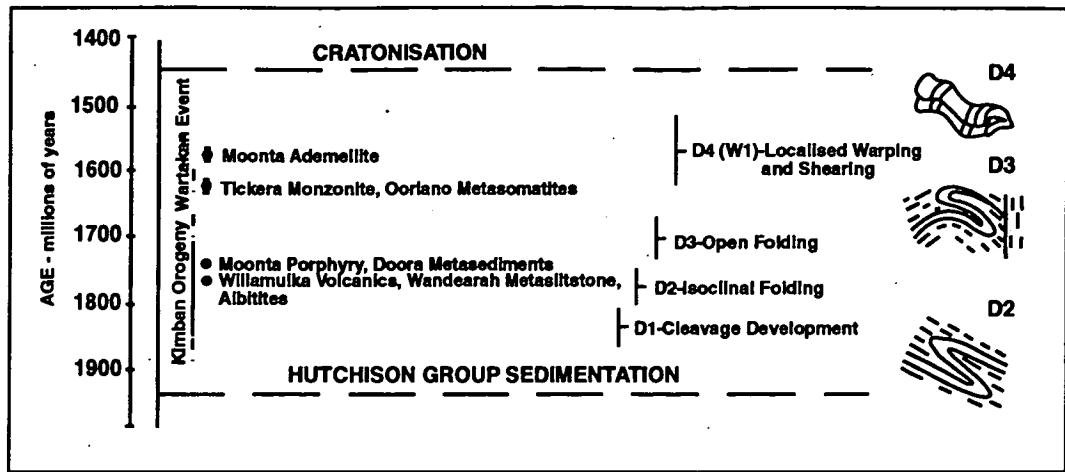 AGE - millions of years
1400
1500
1600
1700
1800
1900
Kimban Orogeny Wartakan Event
CRATONISATION
Moonta Ademellite
Tickera Monzonite, Oorlano Metasomatites
Moonta Porphyry, Doora Metasediments
Willamulka Volcanics, Wandearah Metasiltstone,
Albitites
D4 (W1)-Localised Warping
and Shearing
D3-Open Folding
D2-Isoclinal Folding
D1-Cleavage Development
HUTCHISON GROUP SEDIMENTATION
D4
D3
D2